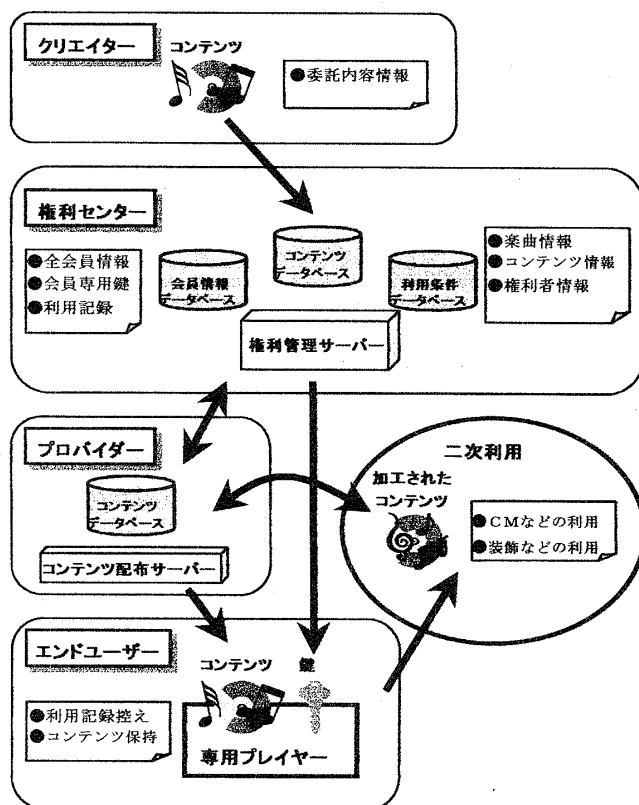 クリエイター
コンテンツ
●委託内容情報
権利センター
●全会員情報
●会員専用鍵
●利用記録
会員情報
データベース
コンテンツ
データベース
利用条件
データベース
●楽曲情報
●コンテンツ情報
●権利者情報
権利管理サーバー
プロバイダー
コンテンツ
データベース
コンテンツ配布サーバー
二次利用
加工された
コンテンツ
●CMなどの利用
●装飾などの利用
エンドユーザー
コンテンツ
鍵
●利用記録控え
●コンテンツ保持
専用プレイヤー